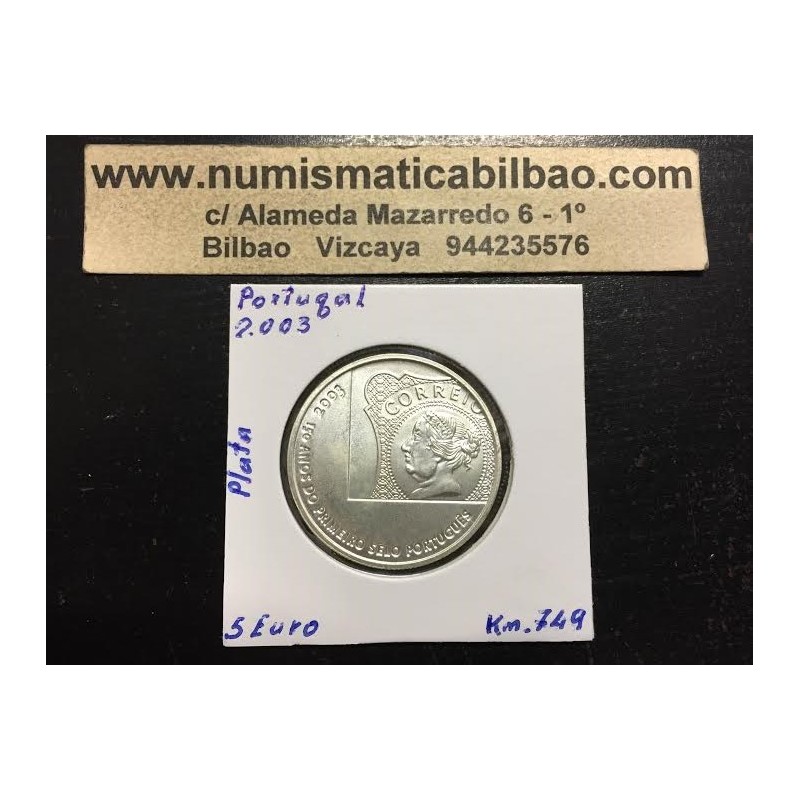 www.numismaticabilbao.com
c/ Alameda Mazarredo 6 - 1º
Bilbao Vizcaya 944235576
Portugal
2.003
Plata
2003
CORREIO
150 ANOS DO PRIMEIRO SELO PORTUGUÊS
5 Euro
Km.749